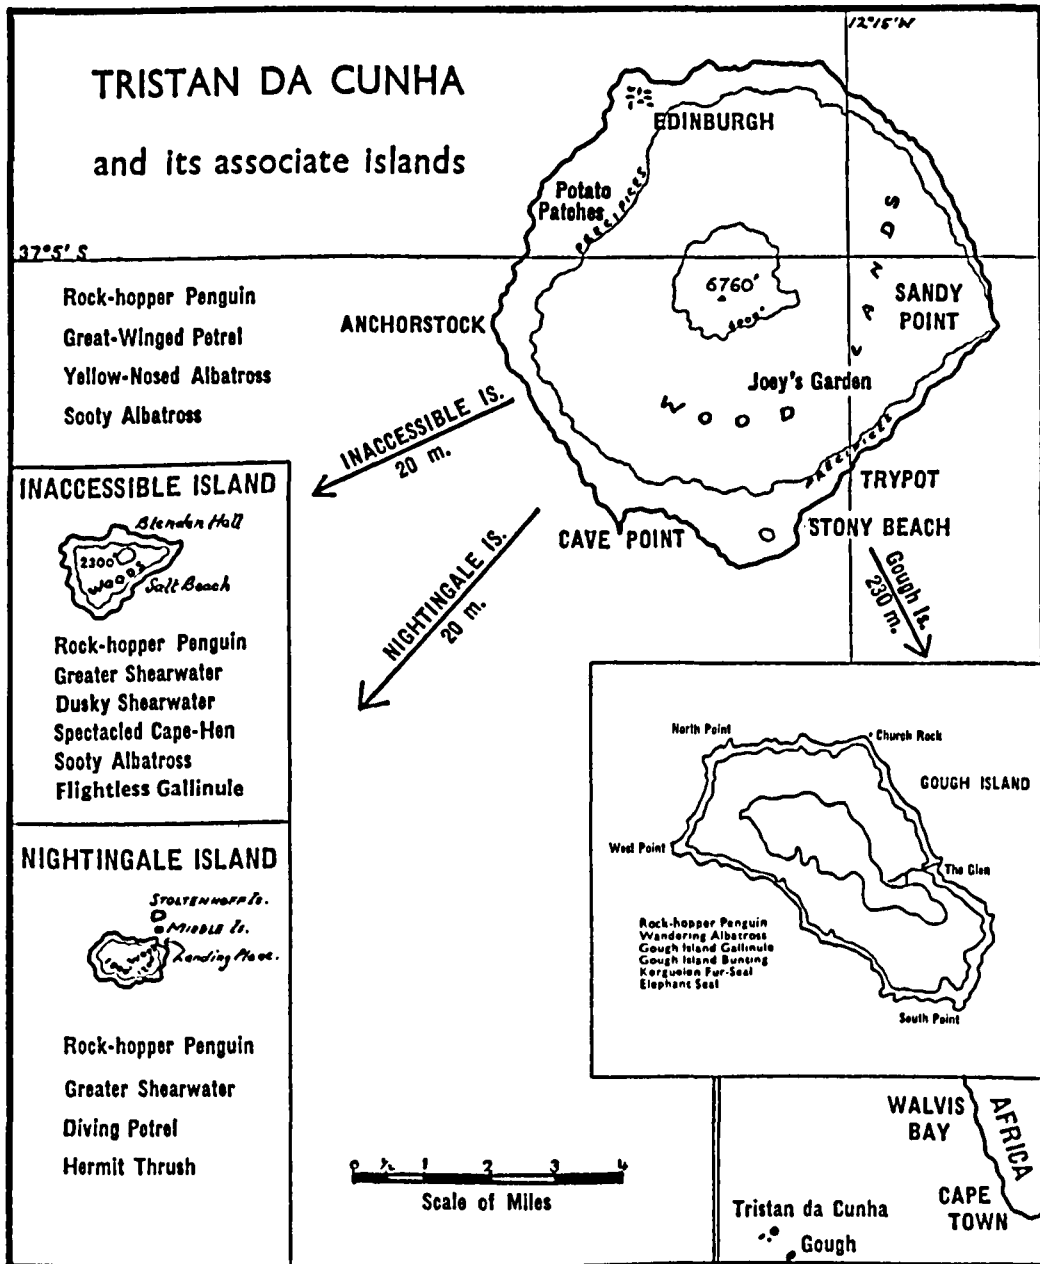 TRISTAN DA CUNHA
and its associate islands
12°15'W
EDINBURGH
Potato
Patches
PRECIPICES
37°5' S
6760'
SANDY
POINT
ANCHORSTOCK
Joey's Garden
WOODLANDS
PRECIPICES
TRYPOT
STONY BEACH
CAVE POINT
Rock-hopper Penguin
Great-Winged Petrel
Yellow-Nosed Albatross
Sooty Albatross
INACCESSIBLE IS.
20 m.
NIGHTINGALE IS.
20 m.
Gough Is.
230 m.
INACCESSIBLE ISLAND
Blenden Hall
2300'
WOODS
Salt Beach
Rock-hopper Penguin
Greater Shearwater
Dusky Shearwater
Spectacled Cape-Hen
Sooty Albatross
Flightless Gallinule
NIGHTINGALE ISLAND
STOLTENHOFF Is.
MIDDLE Is.
Landing Place.
Rock-hopper Penguin
Greater Shearwater
Diving Petrel
Hermit Thrush
North Point
Church Rock
GOUGH ISLAND
West Point
The Glen
Rock-hopper Penguin
Wandering Albatross
Gough Island Gallinule
Gough Island Bunting
Kerguelen Fur-Seal
Elephant Seal
South Point
0 ½ 1 2 3 4
Scale of Miles
WALVIS
BAY
AFRICA
CAPE
TOWN
Tristan da Cunha
Gough